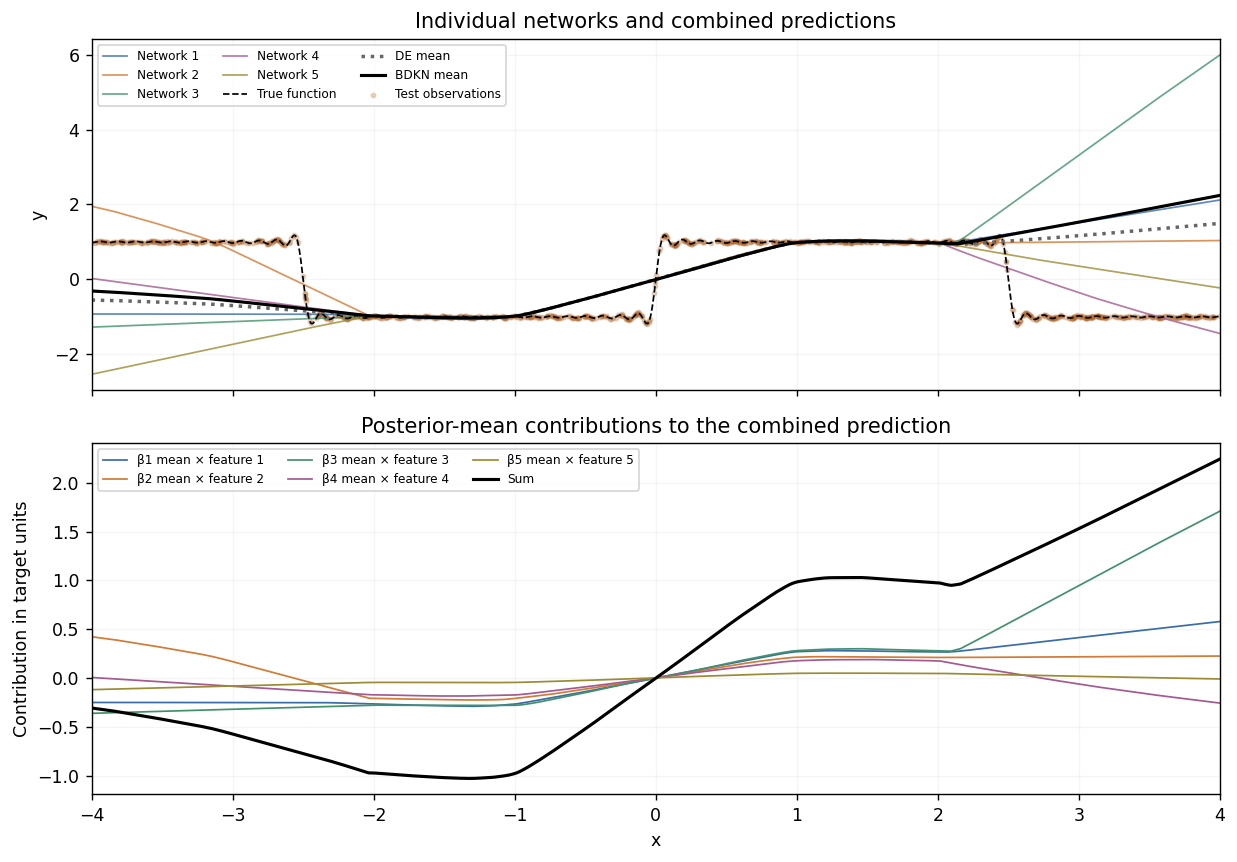 Individual networks and combined predictions
6
4
2
0
−2
y
Network 1
Network 2
Network 3
Network 4
Network 5
True function
DE mean
BDKN mean
Test observations
Posterior-mean contributions to the combined prediction
2.0
1.5
1.0
0.5
0.0
−0.5
−1.0
Contribution in target units
β1 mean × feature 1
β2 mean × feature 2
β3 mean × feature 3
β4 mean × feature 4
β5 mean × feature 5
Sum
−4
−3
−2
−1
0
1
2
3
4
x